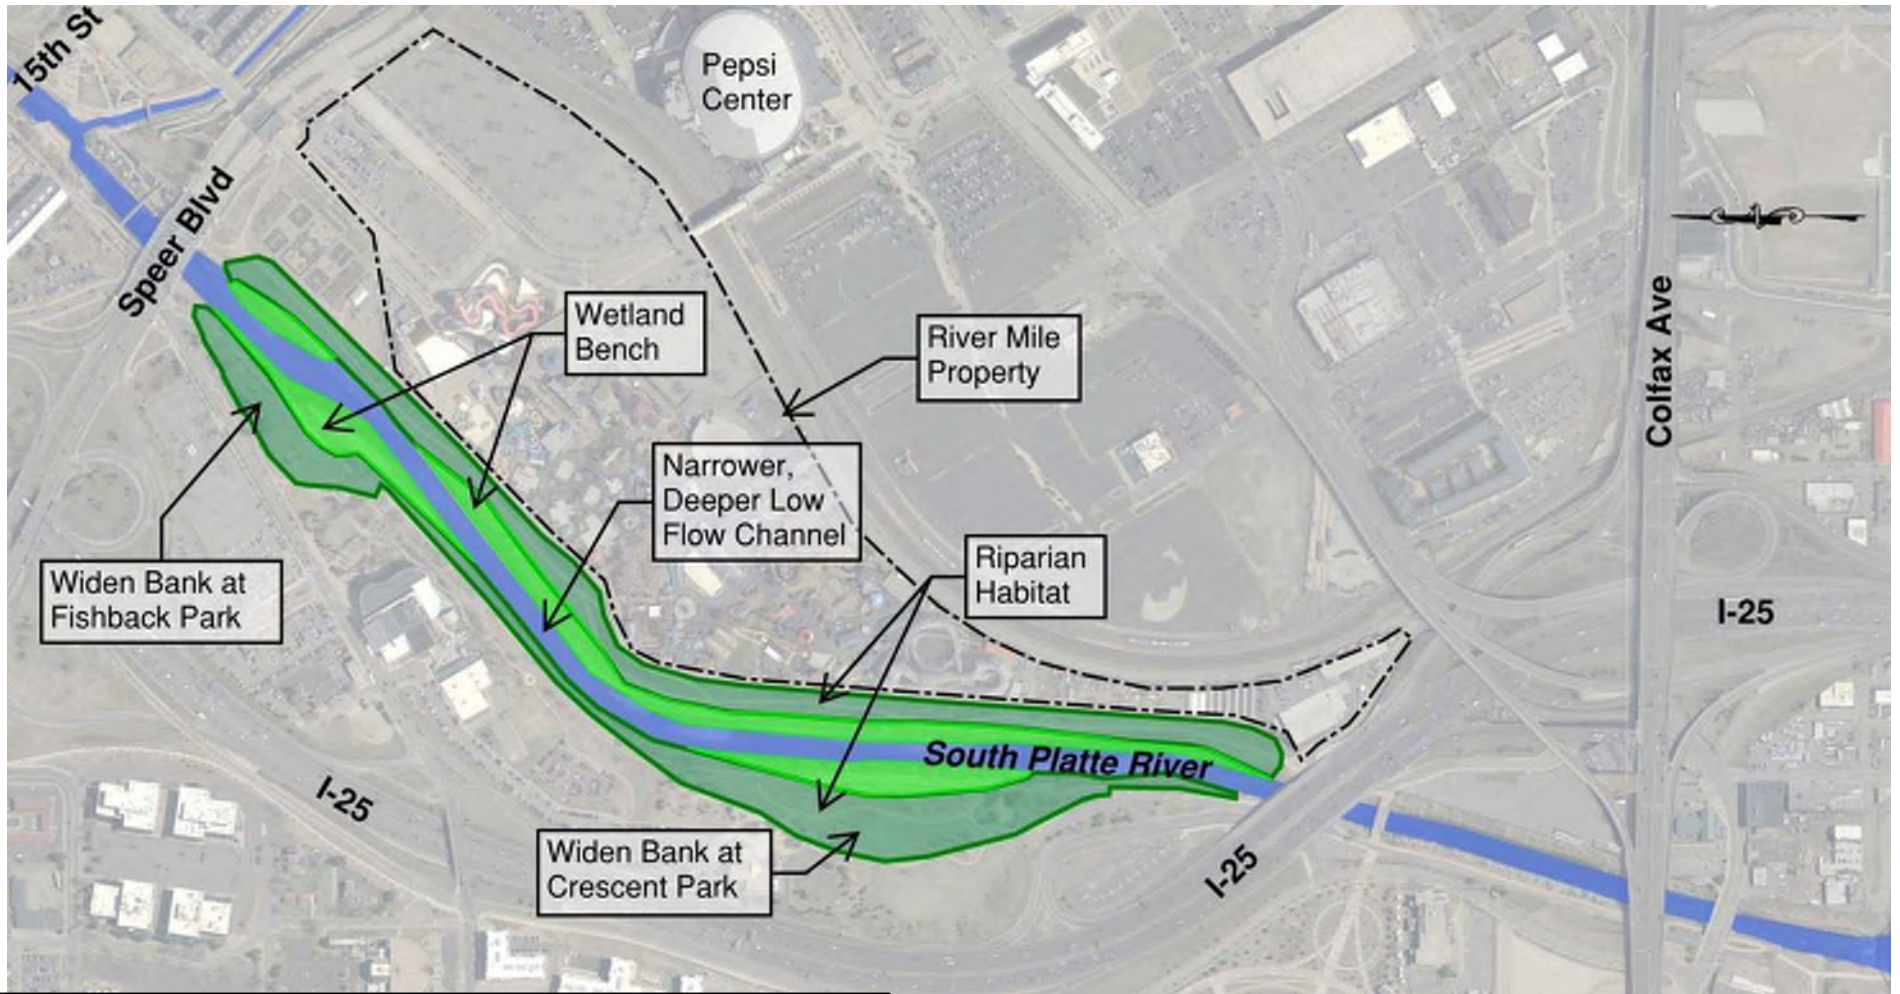 15th St
Pepsi
Center
Speer Blvd
Wetland
Bench
River Mile
Property
Colfax Ave
Narrower,
Deeper Low
Flow Channel
Riparian
Habitat
Widen Bank at
Fishback Park
I-25
South Platte River
I-25
Widen Bank at
Crescent Park
I-25